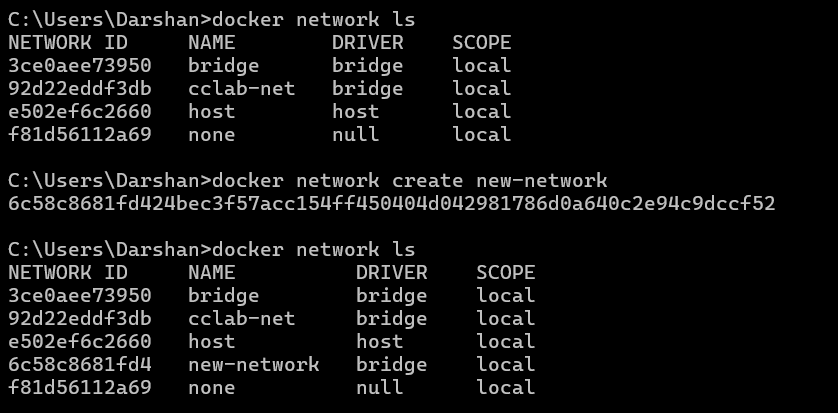 C:\Users\Darshan>docker network ls
NETWORK ID     NAME        DRIVER    SCOPE
3ce0aee73950   bridge      bridge    local
92d22eddf3db   cclab-net   bridge    local
e502ef6c2660   host        host      local
f81d56112a69   none        null      local

C:\Users\Darshan>docker network create new-network
6c58c8681fd424bec3f57acc154ff450404d042981786d0a640c2e94c9dccf52

C:\Users\Darshan>docker network ls
NETWORK ID     NAME          DRIVER    SCOPE
3ce0aee73950   bridge        bridge    local
92d22eddf3db   cclab-net     bridge    local
e502ef6c2660   host          host      local
6c58c8681fd4   new-network   bridge    local
f81d56112a69   none          null      local